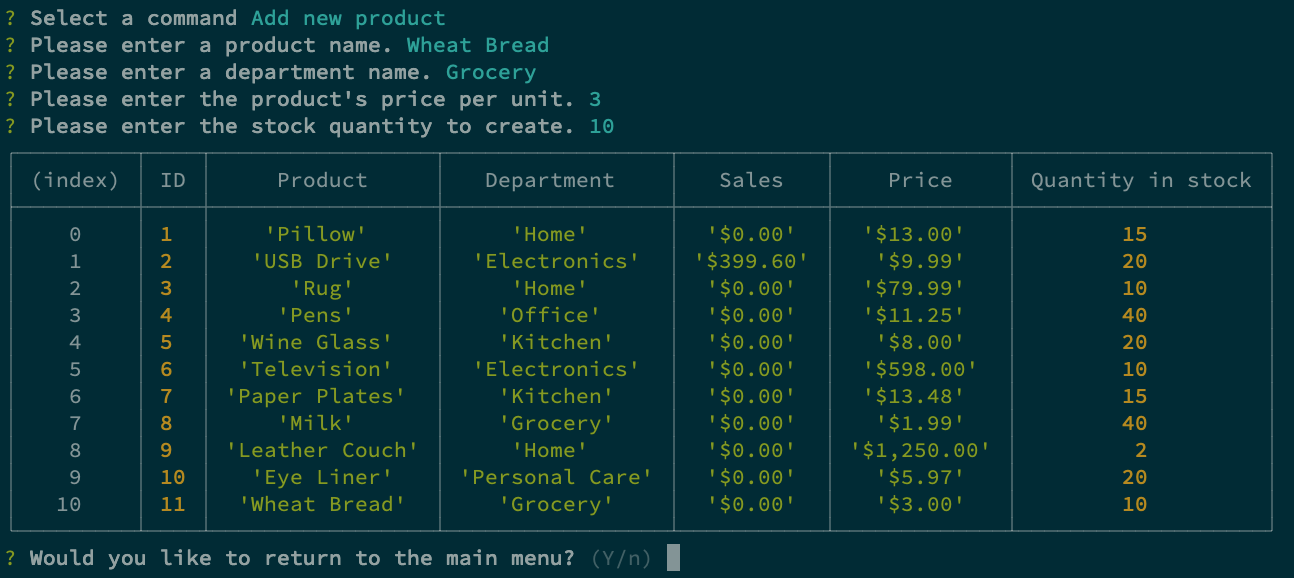 ? Select a command Add new product
? Please enter a product name. Wheat Bread
? Please enter a department name. Grocery
? Please enter the product's price per unit. 3
? Please enter the stock quantity to create. 10
(index) ID Product Department Sales Price Quantity in stock
0 1 'Pillow' 'Home' '$0.00' '$13.00' 15
1 2 'USB Drive' 'Electronics' '$399.60' '$9.99' 20
2 3 'Rug' 'Home' '$0.00' '$79.99' 10
3 4 'Pens' 'Office' '$0.00' '$11.25' 40
4 5 'Wine Glass' 'Kitchen' '$0.00' '$8.00' 20
5 6 'Television' 'Electronics' '$0.00' '$598.00' 10
6 7 'Paper Plates' 'Kitchen' '$0.00' '$13.48' 15
7 8 'Milk' 'Grocery' '$0.00' '$1.99' 40
8 9 'Leather Couch' 'Home' '$0.00' '$1,250.00' 2
9 10 'Eye Liner' 'Personal Care' '$0.00' '$5.97' 20
10 11 'Wheat Bread' 'Grocery' '$0.00' '$3.00' 10
? Would you like to return to the main menu? (Y/n)